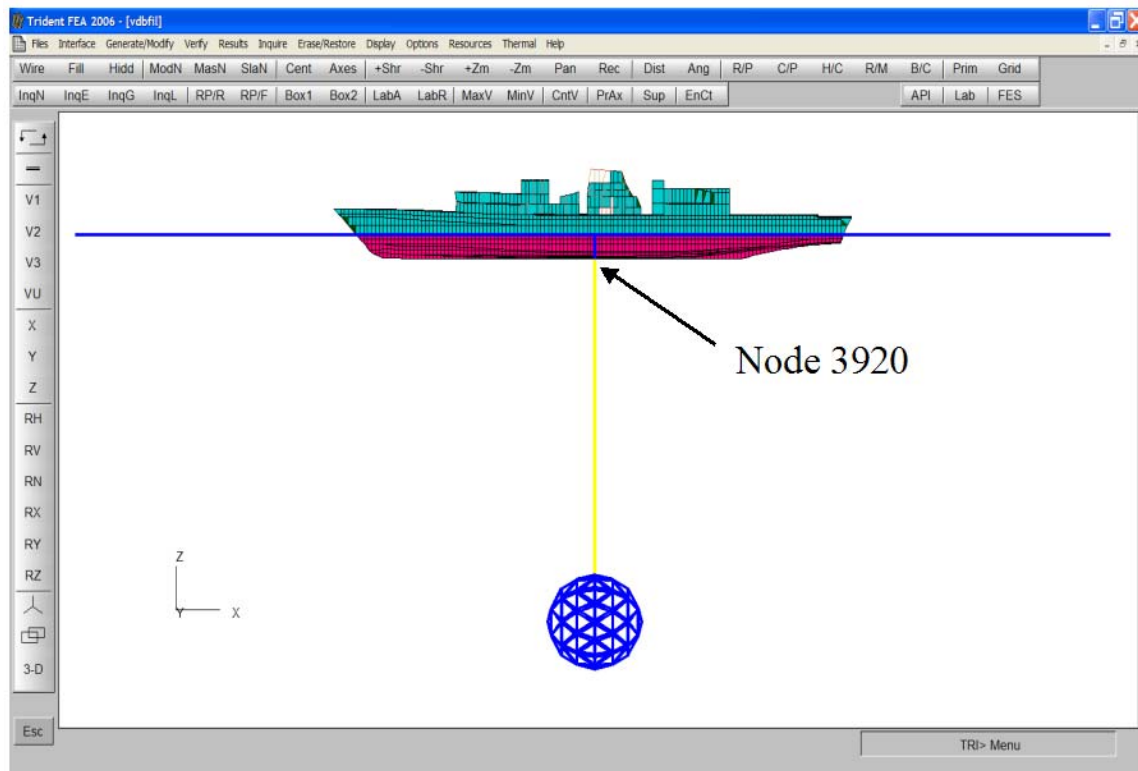 Trident FEA 2006 - [vdbfil]
Files Interface Generate/Modify Verify Results Inquire Erase/Restore Display Options Resources Thermal Help
Wire Fill Hidd ModN MasN SlaN Cent Axes +Shr -Shr +Zm -Zm Pan Rec Dist Ang R/P C/P H/C R/M B/C Prim Grid
InqN InqE InqG InqL RP/R RP/F Box1 Box2 LabA LabR MaxV MinV CntV PrAx Sup EnCt API Lab FES
V1
V2
V3
VU
X
Y
Z
RH
RV
RN
RX
RY
RZ
3-D
Esc
Node 3920
Z
Y X
TRI> Menu